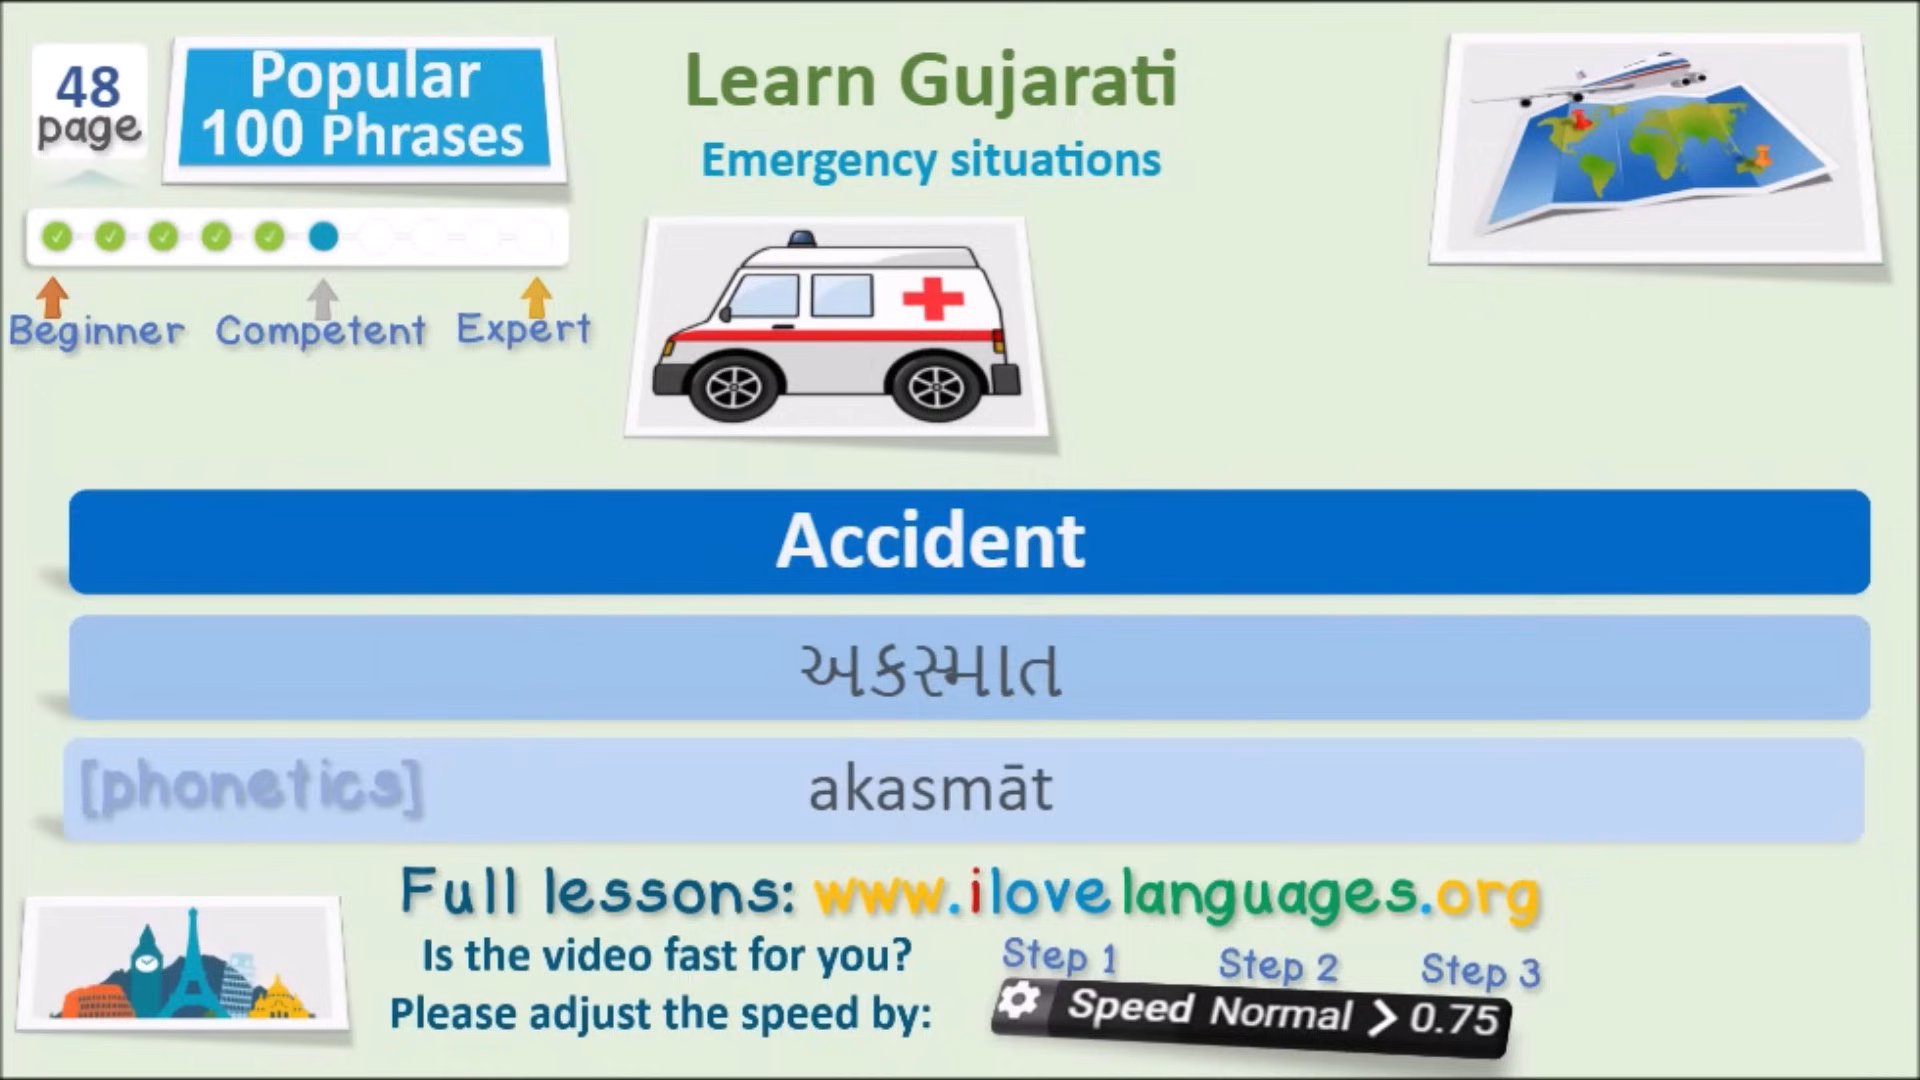 48
page
Popular
100 Phrases
Learn Gujarati
Emergency situations
Beginner Competent Expert
Accident
અકસ્માત
[phonetics] akasmāt
Full lessons: www.ilovelanguages.org
Is the video fast for you?
Please adjust the speed by:
Step 1 Step 2 Step 3
Speed Normal > 0.75